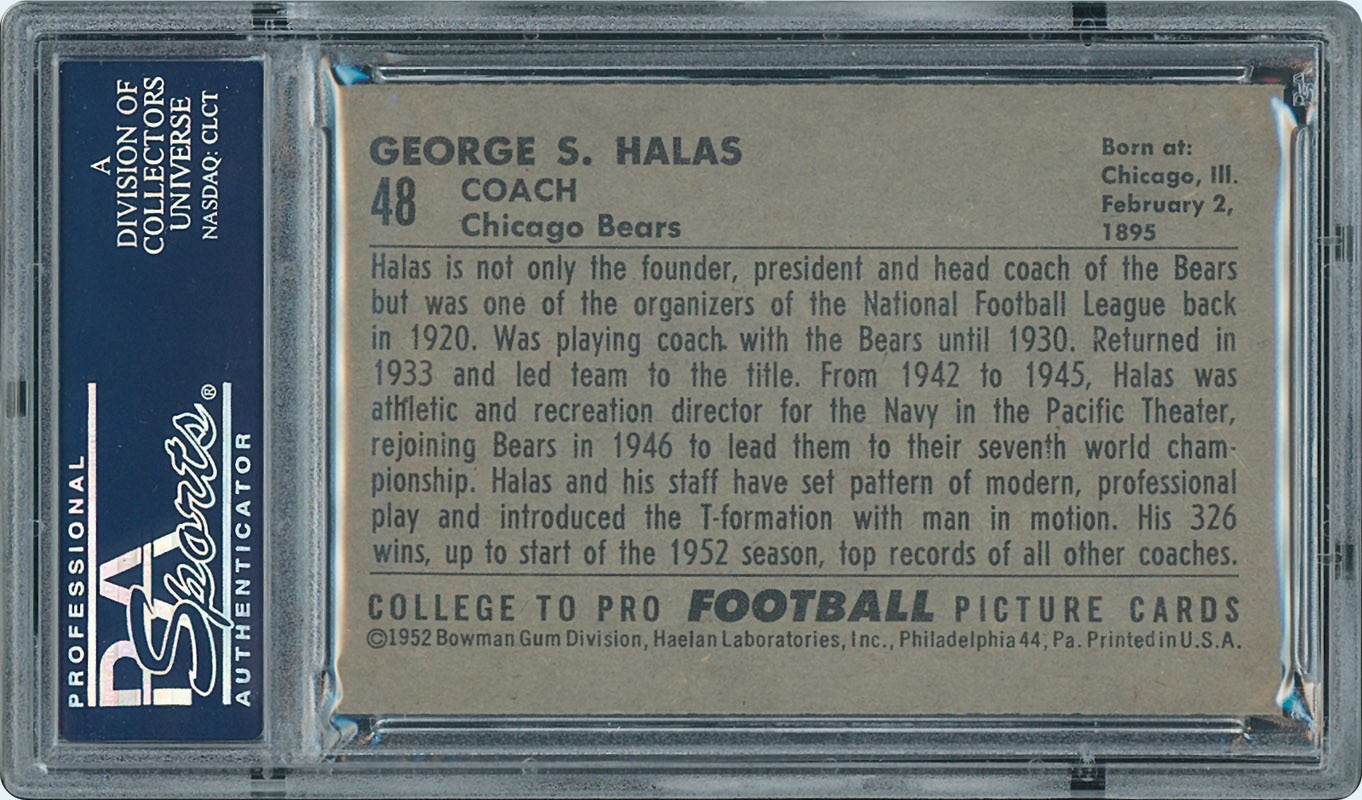 A
DIVISION OF
COLLECTORS
UNIVERSE
NASDAQ: CLCT
PROFESSIONAL
PSA
Sports®
AUTHENTICATOR
GEORGE S. HALAS
48
COACH
Chicago Bears
Born at:
Chicago, Ill.
February 2,
1895
Halas is not only the founder, president and head coach of the Bears
but was one of the organizers of the National Football League back
in 1920. Was playing coach with the Bears until 1930. Returned in
1933 and led team to the title. From 1942 to 1945, Halas was
athletic and recreation director for the Navy in the Pacific Theater,
rejoining Bears in 1946 to lead them to their seventh world cham-
pionship. Halas and his staff have set pattern of modern, professional
play and introduced the T-formation with man in motion. His 326
wins, up to start of the 1952 season, top records of all other coaches.
COLLEGE TO PRO FOOTBALL PICTURE CARDS
©1952 Bowman Gum Division, Haelan Laboratories, Inc., Philadelphia 44, Pa. Printed in U.S.A.
PSA